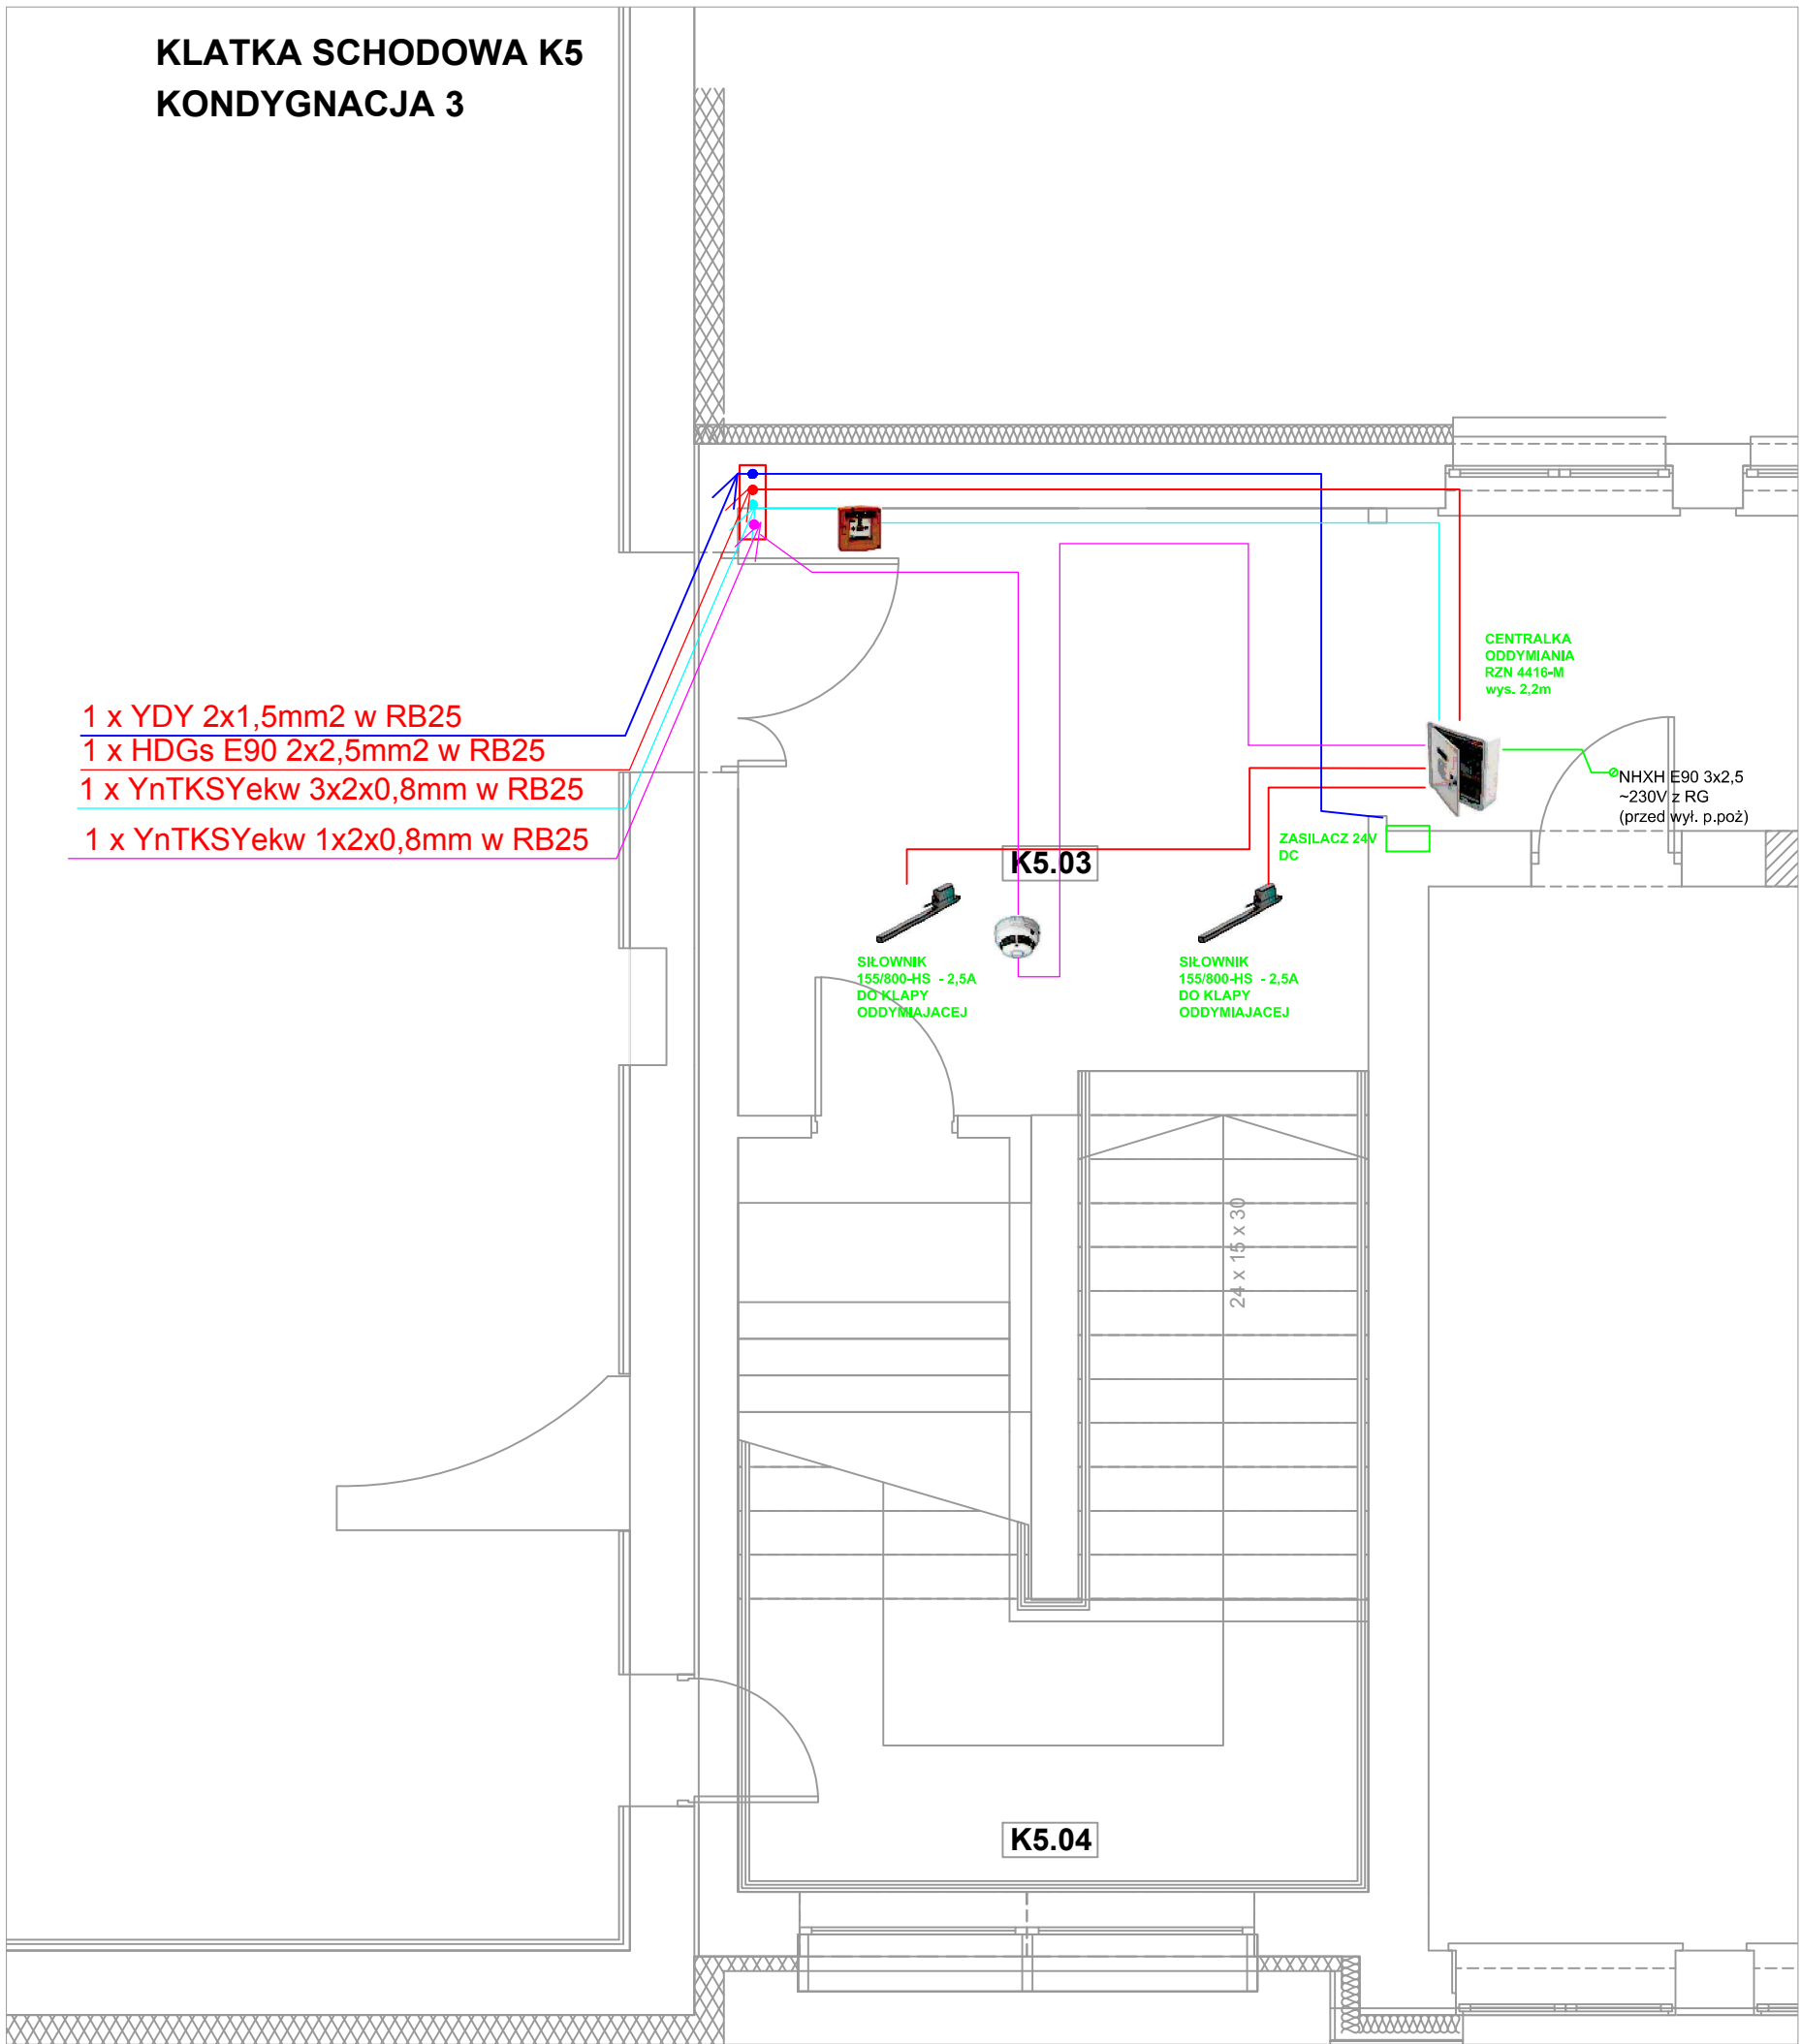 KLATKA SCHODOWA K5
KONDYGNACJA 3
CENTRALKA
ODDYMIANIA
RZN 4416-M
wys. 2,2m
1 x YDY 2x1,5mm2 w RB25
1 x HDGs E90 2x2,5mm2 w RB25
1 x YnTKSYekw 3x2x0,8mm w RB25
1 x YnTKSYekw 1x2x0,8mm w RB25
NHXH E90 3x2,5
~230V z RG
(przed wył. p.poż)
ZASILACZ 24V
DC
K5.03
SIŁOWNIK
155/800-HS - 2,5A
DO KLAPY
ODDYMIAJACEJ
SIŁOWNIK
155/800-HS - 2,5A
DO KLAPY
ODDYMIAJACEJ
24 x 15 x 30
K5.04